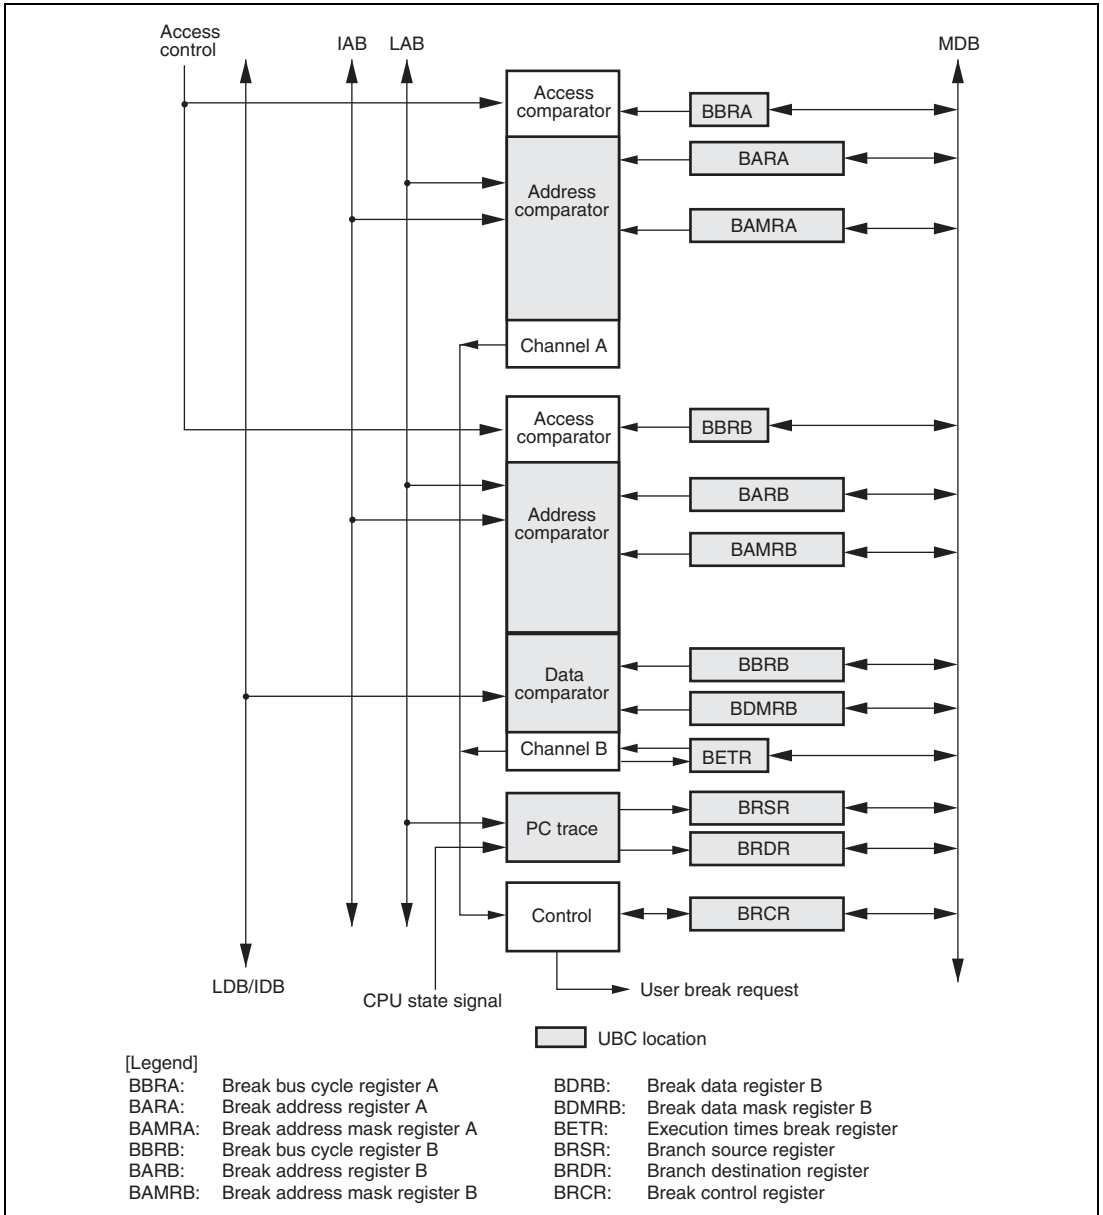 Access
control
IAB
LAB
MDB
Access
comparator
BBRA
BARA
Address
comparator
BAMRA
Channel A
Access
comparator
BBRB
BARB
Address
comparator
BAMRB
BBRB
Data
comparator
BDMRB
Channel B
BETR
BRSR
PC trace
BRDR
Control
BRCR
LDB/IDB
CPU state signal
User break request
UBC location
[Legend]
BBRA: Break bus cycle register A
BARA: Break address register A
BAMRA: Break address mask register A
BBRB: Break bus cycle register B
BARB: Break address register B
BAMRB: Break address mask register B
BDRB: Break data register B
BDMRB: Break data mask register B
BETR: Execution times break register
BRSR: Branch source register
BRDR: Branch destination register
BRCR: Break control register